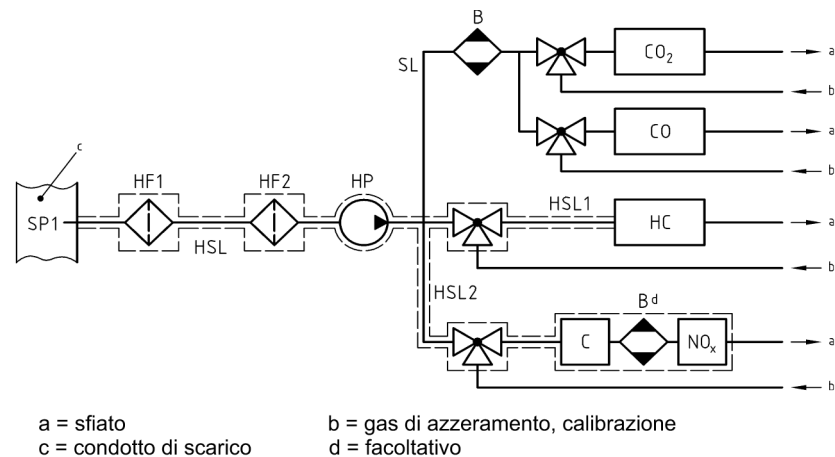 B
SL
CO₂
a
b
c
CO
a
HF1
HF2
HP
b
SP1
HSL
HSL1
HC
a
b
HSL2
B d
C
NOₓ
a
b
a = sfiato
b = gas di azzeramento, calibrazione
c = condotto di scarico
d = facoltativo